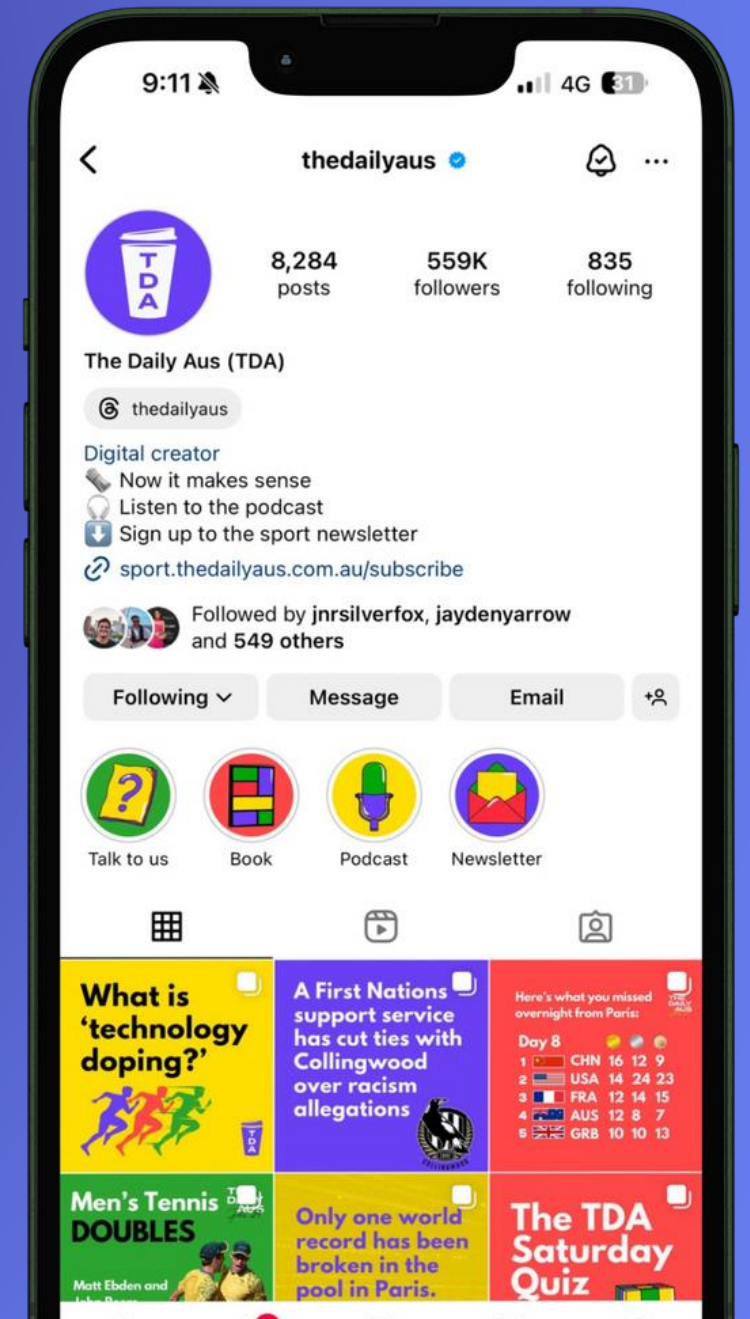 9:11
4G 31
thedailyaus
T
D
A
8,284 559K 835
posts followers following
The Daily Aus (TDA)
thedailyaus
Digital creator
Now it makes sense
Listen to the podcast
Sign up to the sport newsletter
sport.thedailyaus.com.au/subscribe
Followed by jnrsilverfox, jaydenyarrow
and 549 others
Following Message Email
Talk to us Book Podcast Newsletter
What is
‘technology
doping?’
TDA
A First Nations
support service
has cut ties with
Collingwood
over racism
allegations
COLLINGWOOD
Here's what you missed
overnight from Paris:
THE
DAILY
AUS
Day 8
1 CHN 16 12 9
2 USA 14 24 23
3 FRA 12 14 15
4 AUS 12 8 7
5 GRB 10 10 13
Men's Tennis
DOUBLES
Matt Ebden and
Only one world
record has been
broken in the
pool in Paris.
The TDA
Saturday
Quiz